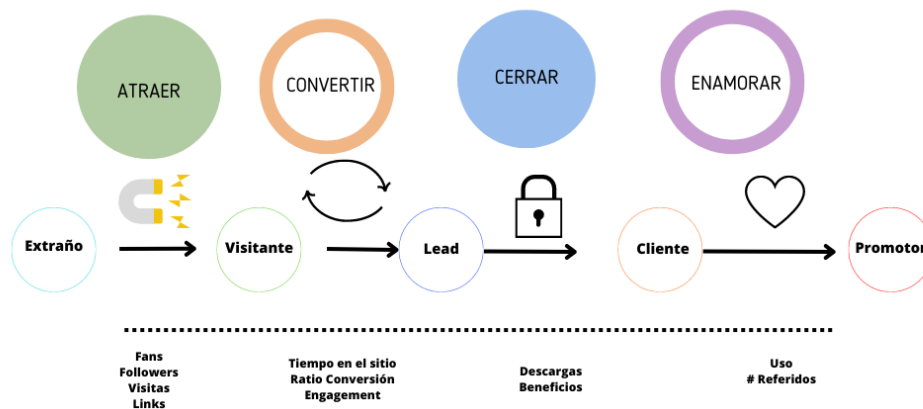 ATRAER
CONVERTIR
CERRAR
ENAMORAR
Extraño
Visitante
Lead
Cliente
Promotor
Fans
Followers
Visitas
Links
Tiempo en el sitio
Ratio Conversión
Engagement
Descargas
Beneficios
Uso
# Referidos